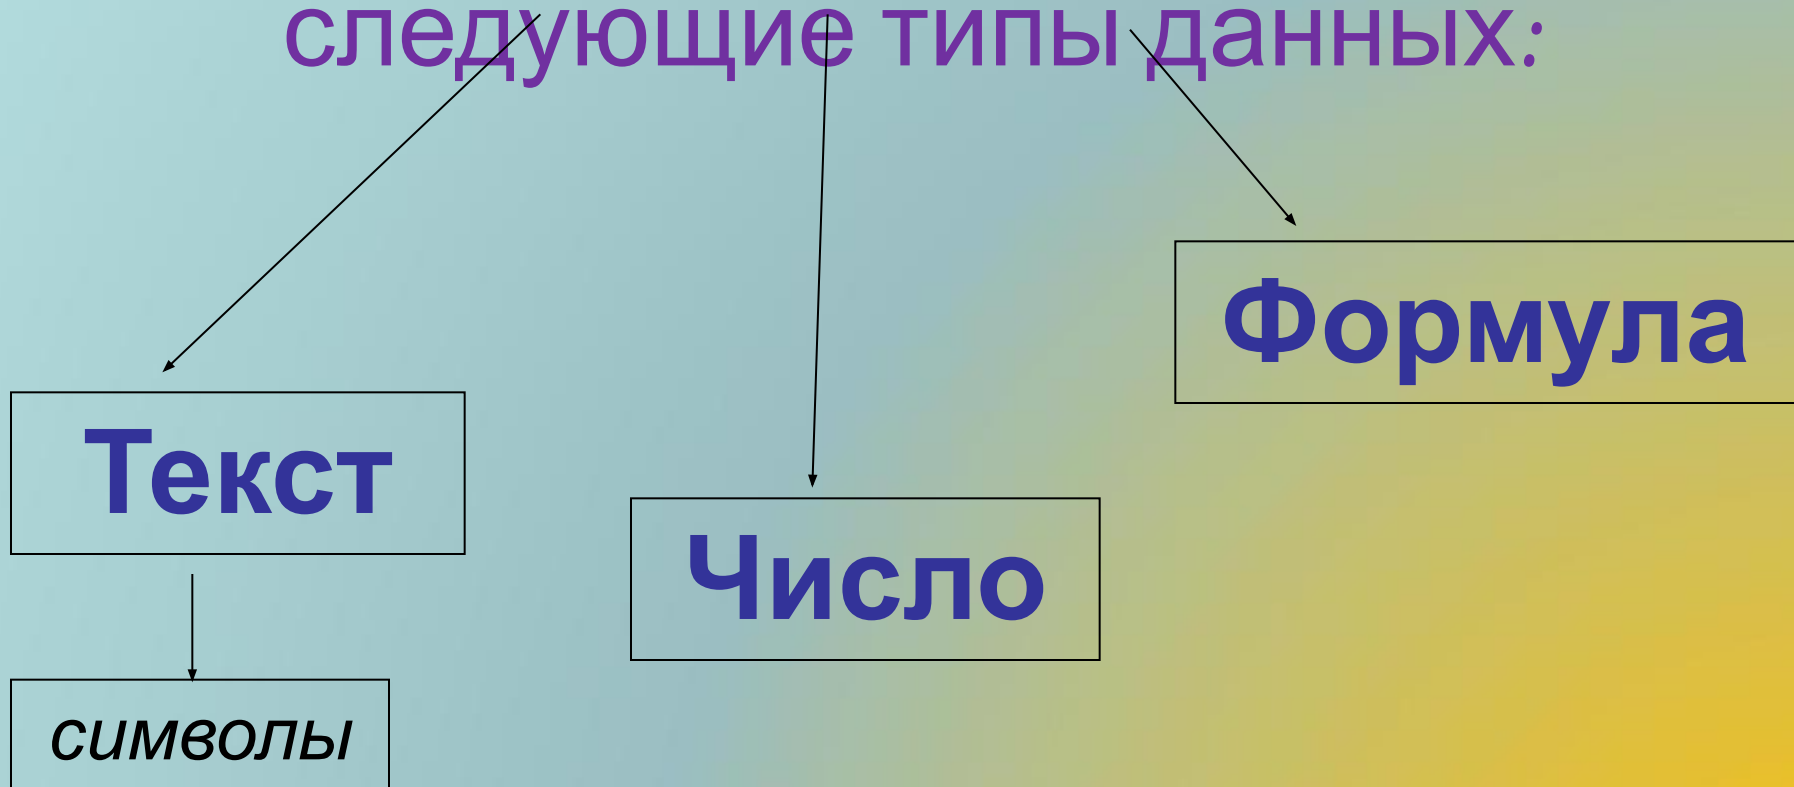 следующие типы данных:
Формула
Текст
Число
символы